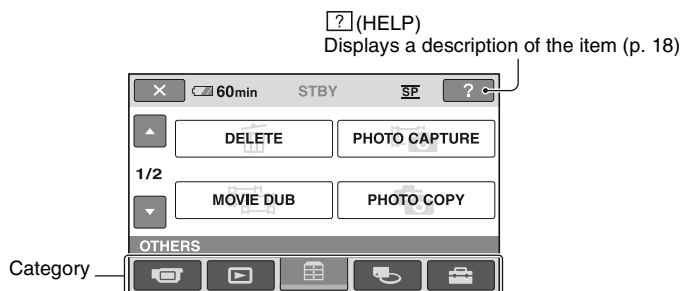 ? (HELP)
Displays a description of the item (p. 18)
60min STBY SP ?
DELETE PHOTO CAPTURE
1/2
MOVIE DUB PHOTO COPY
OTHERS
Category